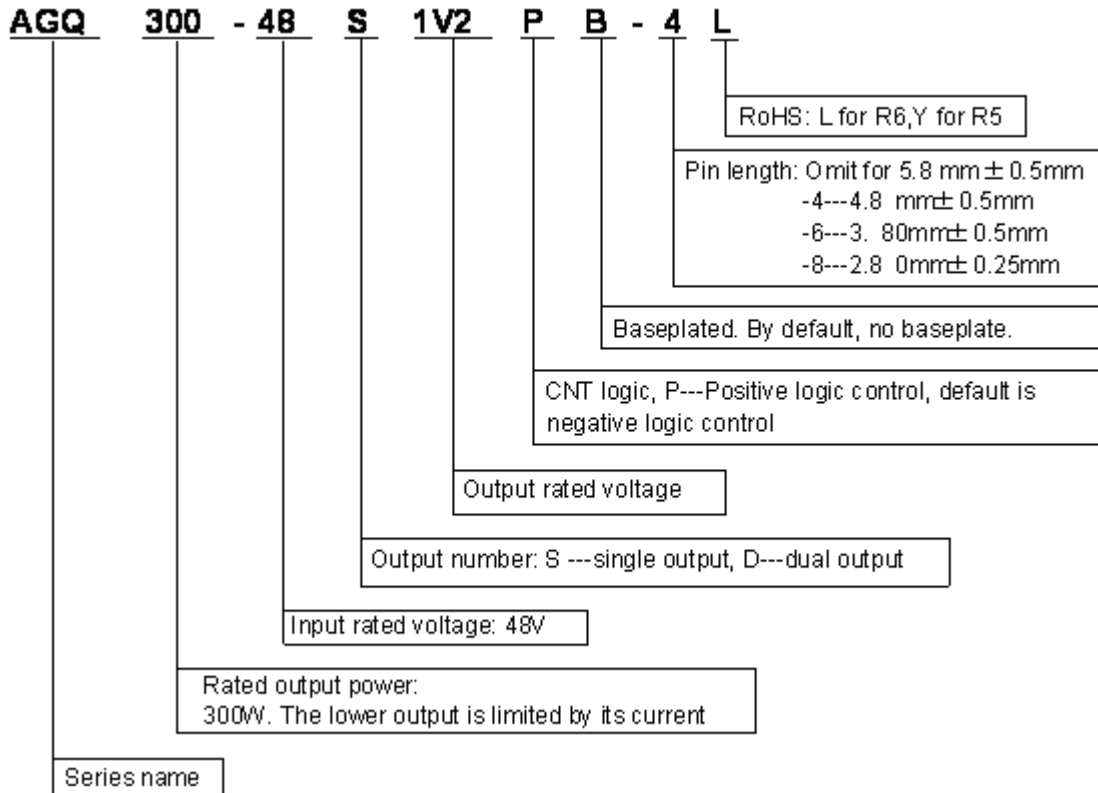 AGQ 300 - 48 S 1V2 P B - 4 L
RoHS: L for R6,Y for R5
Pin length: Omit for 5.8 mm± 0.5mm
-4---4.8 mm± 0.5mm
-6---3. 80mm± 0.5mm
-8---2.8 0mm± 0.25mm
Baseplated. By default, no baseplate.
CNT logic, P---Positive logic control, default is
negative logic control
Output rated voltage
Output number: S ---single output, D---dual output
Input rated voltage: 48V
Rated output power:
300W. The lower output is limited by its current
Series name